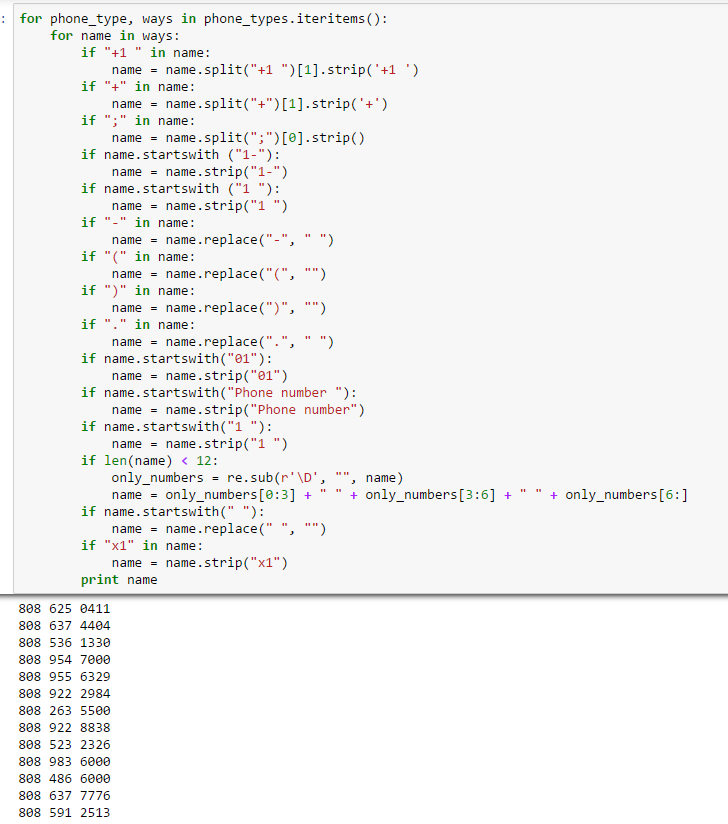 : for phone_type, ways in phone_types.iteritems():
    for name in ways:
        if "+1 " in name:
            name = name.split("+1 ")[1].strip('+1 ')
        if "+" in name:
            name = name.split("+")[1].strip('+')
        if ";" in name:
            name = name.split(";")[0].strip()
        if name.startswith ("1-"):
            name = name.strip("1-")
        if name.startswith ("1 "):
            name = name.strip("1 ")
        if "-" in name:
            name = name.replace("-", " ")
        if "(" in name:
            name = name.replace("(", "")
        if ")" in name:
            name = name.replace(")", "")
        if "." in name:
            name = name.replace(".", " ")
        if name.startswith("01"):
            name = name.strip("01")
        if name.startswith("Phone number "):
            name = name.strip("Phone number")
        if name.startswith("1 "):
            name = name.strip("1 ")
        if len(name) < 12:
            only_numbers = re.sub(r'\D', "", name)
            name = only_numbers[0:3] + " " + only_numbers[3:6] + " " + only_numbers[6:]
        if name.startswith(" "):
            name = name.replace(" ", "")
        if "x1" in name:
            name = name.strip("x1")
        print name
808 625 0411
808 637 4404
808 536 1330
808 954 7000
808 955 6329
808 922 2984
808 263 5500
808 922 8838
808 523 2326
808 983 6000
808 486 6000
808 637 7776
808 591 2513